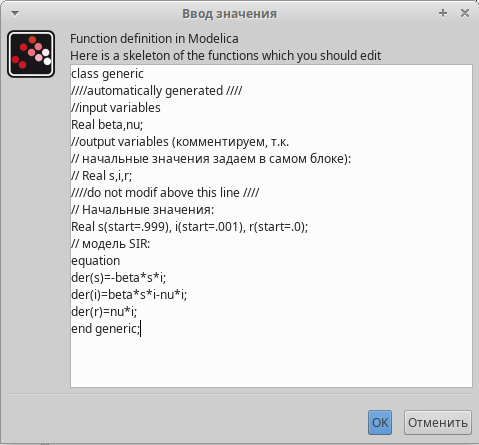 Ввод значения
Function definition in Modelica
Here is a skeleton of the functions which you should edit
class generic
////automatically generated ////
//input variables
Real beta,nu;
//output variables (комментируем, т.к.
// начальные значения задаем в самом блоке):
// Real s,i,r;
////do not modif above this line ////
// Начальные значения:
Real s(start=.999), i(start=.001), r(start=.0);
// модель SIR:
equation
der(s)=-beta*s*i;
der(i)=beta*s*i-nu*i;
der(r)=nu*i;
end generic;
OK
Отменить